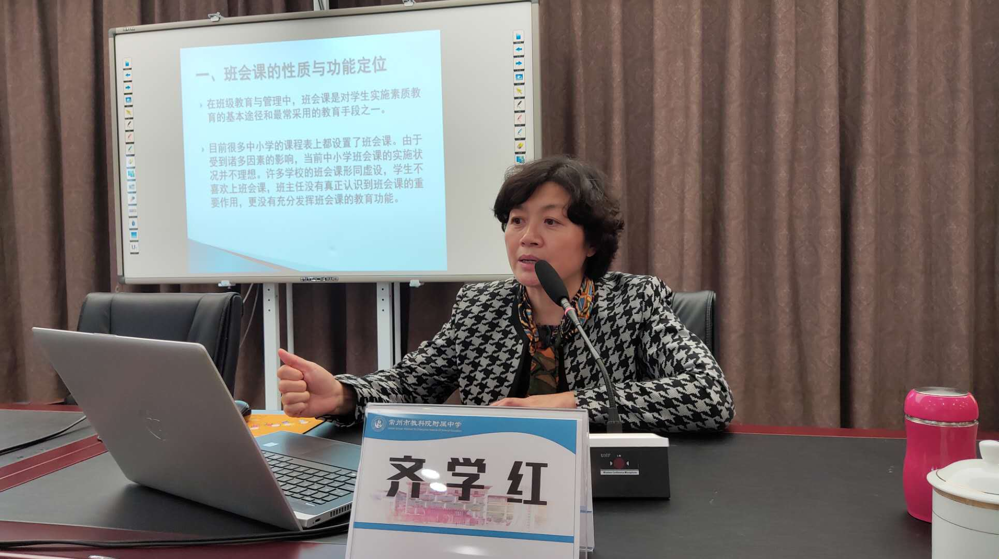 一、班会课的性质与功能定位
在班级教育与管理中，班会课是对学生实施素质教
育的基本途径和最常采用的教育手段之一。
目前很多中小学的课程表上都设置了班会课。由于
受到诸多因素的影响，当前中小学班会课的实施状
况并不理想。许多学校的班会课形同虚设，学生不
喜欢上班会课，班主任没有真正认识到班会课的重
要作用，更没有充分发挥班会课的教育功能。
常州市教科院附属中学
齐学红
UHF
Wireless Conference Microphone